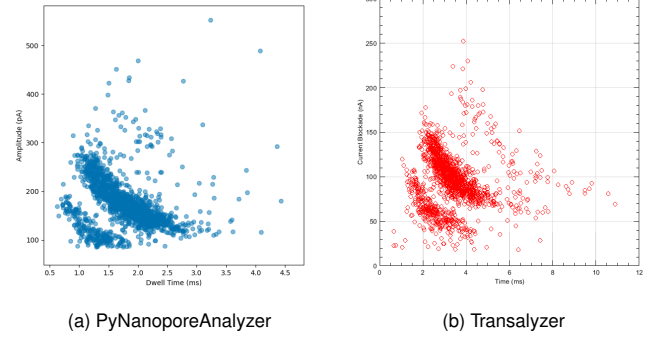 500
400
300
200
100
Amplitude (pA)
0.5 1.0 1.5 2.0 2.5 3.0 3.5 4.0 4.5
Dwell Time (ms)
(a) PyNanoporeAnalyzer
300
250
200
150
100
50
0
Current Blockade (nA)
0 2 4 6 8 10 12
Time (ms)
(b) Transalyzer